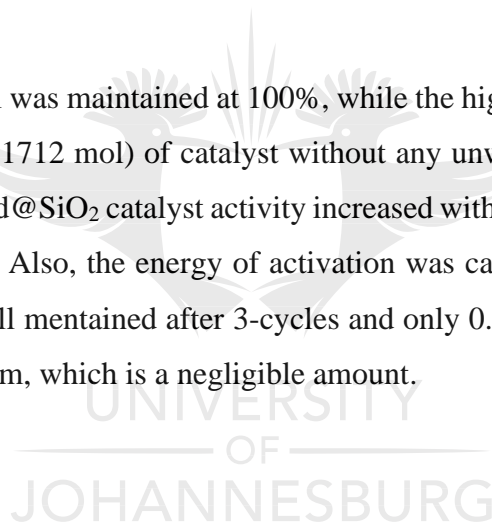 was maintained at 100%, while the hig
1712 mol) of catalyst without any unv
d@SiO₂ catalyst activity increased with
Also, the energy of activation was ca
ll mentained after 3-cycles and only 0.
m, which is a negligible amount.
UNIVERSITY
OF
JOHANNESBURG